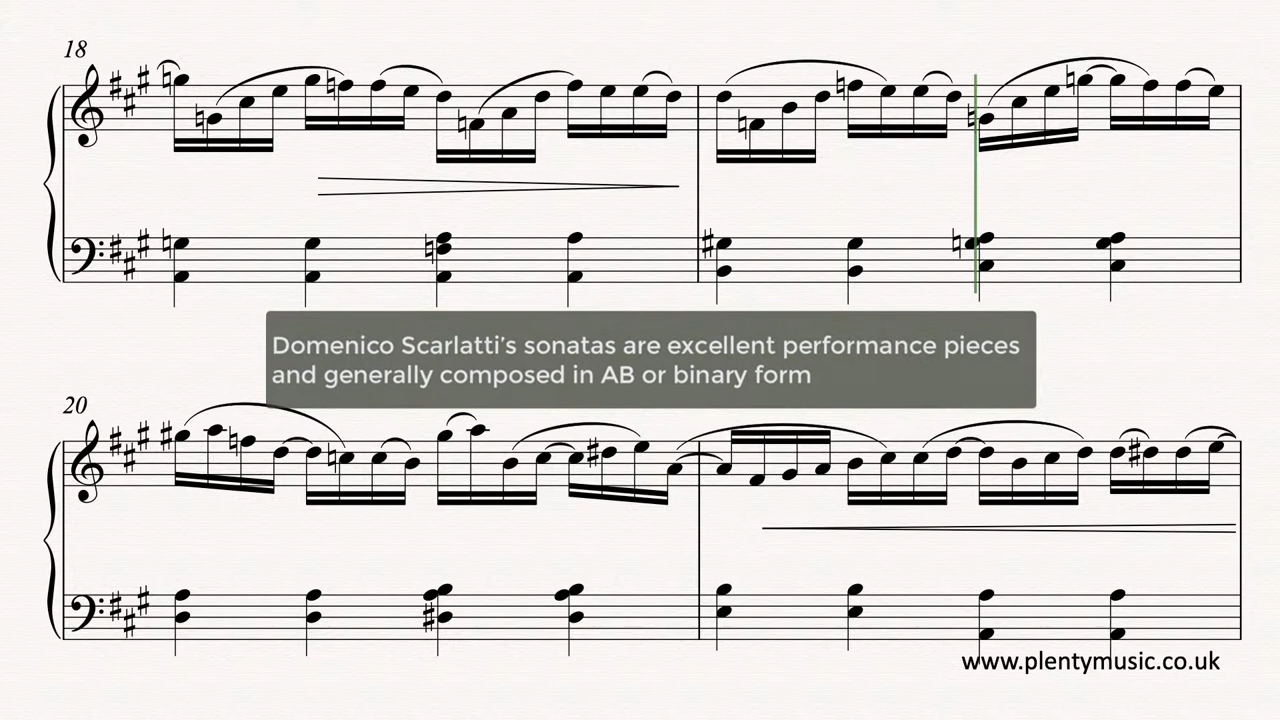 18
Domenico Scarlatti’s sonatas are excellent performance pieces
and generally composed in AB or binary form
20
www.plentymusic.co.uk